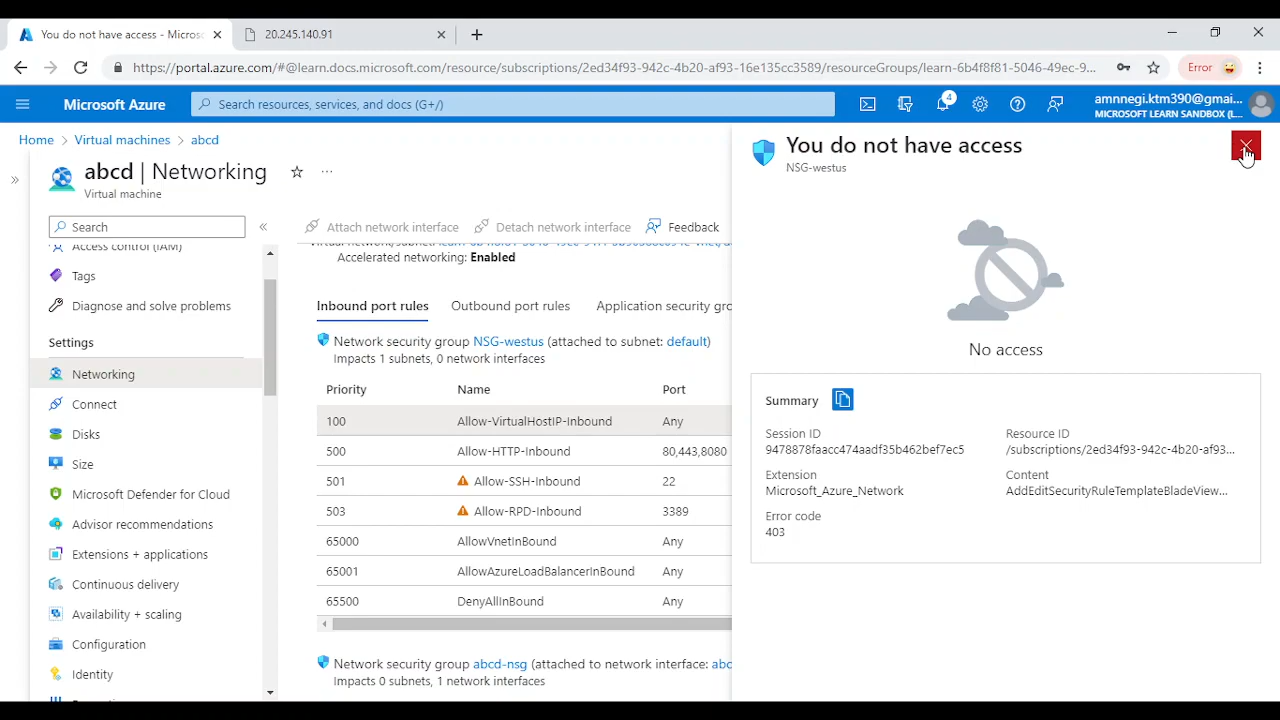 You do not have access - Micros
20.245.140.91
https://portal.azure.com/#@learn.docs.microsoft.com/resource/subscriptions/2ed34f93-942c-4b20-af93-16e135cc3589/resourceGroups/learn-6b4f8f81-5046-49ec-9...
Error
Microsoft Azure
Search resources, services, and docs (G+/)
4
amnnegi.ktm390@gmai...
MICROSOFT LEARN SANDBOX (L...
Home > Virtual machines > abcd
abcd | Networking
Virtual machine
Search
Access control (IAM)
Tags
Diagnose and solve problems
Settings
Networking
Connect
Disks
Size
Microsoft Defender for Cloud
Advisor recommendations
Extensions + applications
Continuous delivery
Availability + scaling
Configuration
Identity
Attach network interface
Detach network interface
Feedback
Accelerated networking: Enabled
Inbound port rules
Outbound port rules
Application security gro
Network security group NSG-westus (attached to subnet: default)
Impacts 1 subnets, 0 network interfaces
Priority Name Port
100 Allow-VirtualHostIP-Inbound Any
500 Allow-HTTP-Inbound 80,443,8080
501 Allow-SSH-Inbound 22
503 Allow-RPD-Inbound 3389
65000 AllowVnetInBound Any
65001 AllowAzureLoadBalancerInBound Any
65500 DenyAllInBound Any
Network security group abcd-nsg (attached to network interface: abc
Impacts 0 subnets, 1 network interfaces
You do not have access
NSG-westus
No access
Summary
Session ID
9478878faacc474aadf35b462bef7ec5
Resource ID
/subscriptions/2ed34f93-942c-4b20-af93...
Extension
Microsoft_Azure_Network
Content
AddEditSecurityRuleTemplateBladeView...
Error code
403